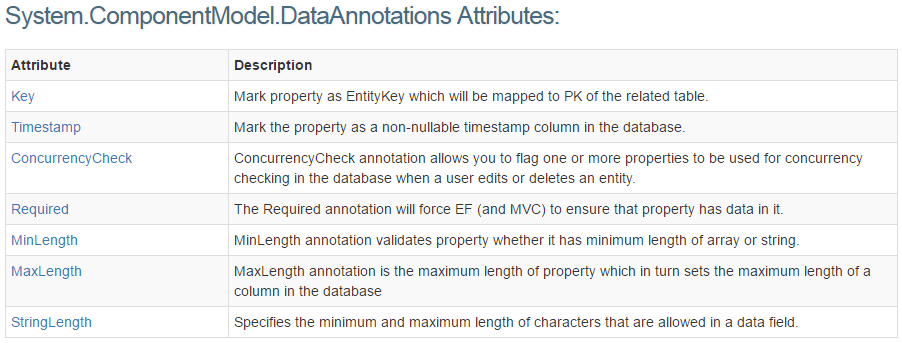 System.ComponentModel.DataAnnotations Attributes:
Attribute Description
Key Mark property as EntityKey which will be mapped to PK of the related table.
Timestamp Mark the property as a non-nullable timestamp column in the database.
ConcurrencyCheck ConcurrencyCheck annotation allows you to flag one or more properties to be used for concurrency
checking in the database when a user edits or deletes an entity.
Required The Required annotation will force EF (and MVC) to ensure that property has data in it.
MinLength MinLength annotation validates property whether it has minimum length of array or string.
MaxLength MaxLength annotation is the maximum length of property which in turn sets the maximum length of a
column in the database
StringLength Specifies the minimum and maximum length of characters that are allowed in a data field.